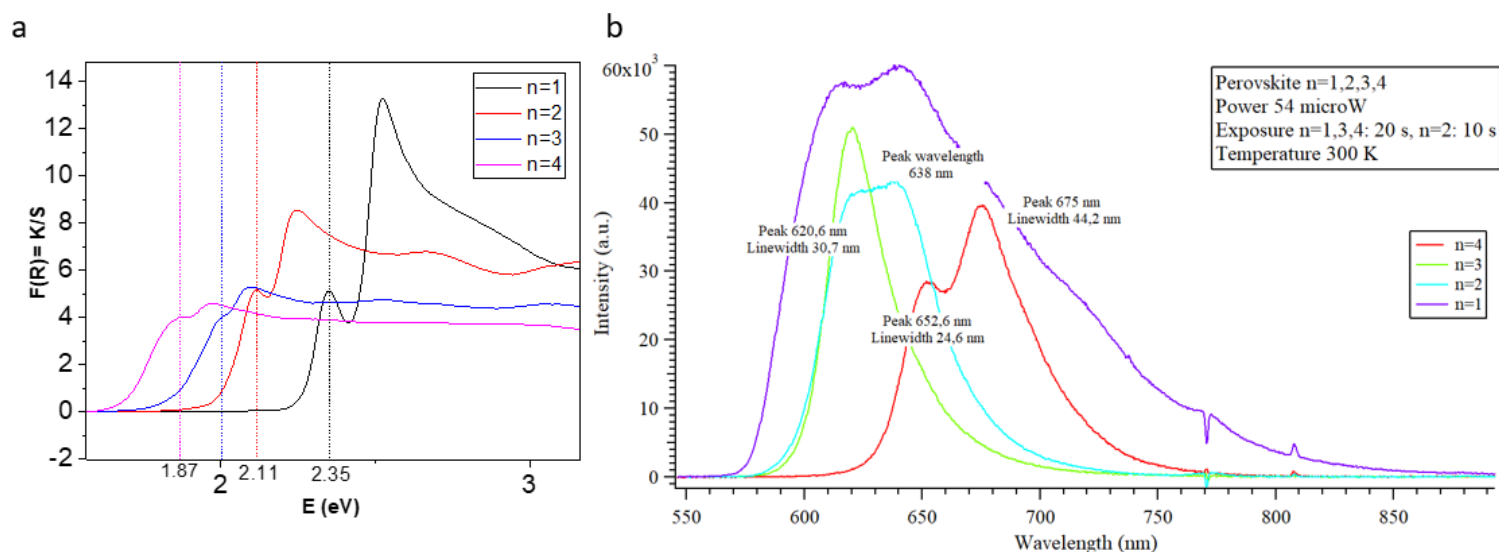 a
F(R)= K/S
14
12
10
8
6
4
2
0
-2
n=1
n=2
n=3
n=4
1.87
2
2.11
2.35
3
E (eV)
b
60x10³
50
40
30
20
10
0
Intensity (a.u.)
Perovskite n=1,2,3,4
Power 54 microW
Exposure n=1,3,4: 20 s, n=2: 10 s
Temperature 300 K
Peak wavelength
638 nm
Peak 675 nm
Linewidth 44,2 nm
Peak 620,6 nm
Linewidth 30,7 nm
Peak 652,6 nm
Linewidth 24,6 nm
n=4
n=3
n=2
n=1
550
600
650
700
750
800
850
Wavelength (nm)